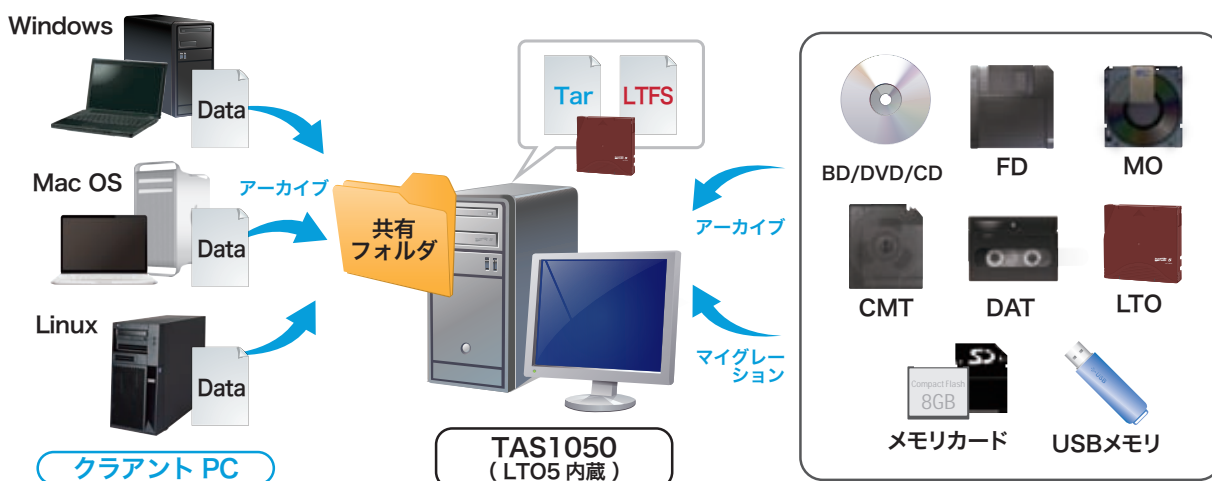 Windows
Data
Mac OS
Data
Linux
Data
クラアント PC
アーカイブ
共有
フォルダ
Tar
LTFS
TAS1050
( LTO5 内蔵 )
アーカイブ
マイグレー
ション
BD/DVD/CD
FD
MO
CMT
DAT
LTO
Compact Flash
8GB
メモリカード
USBメモリ